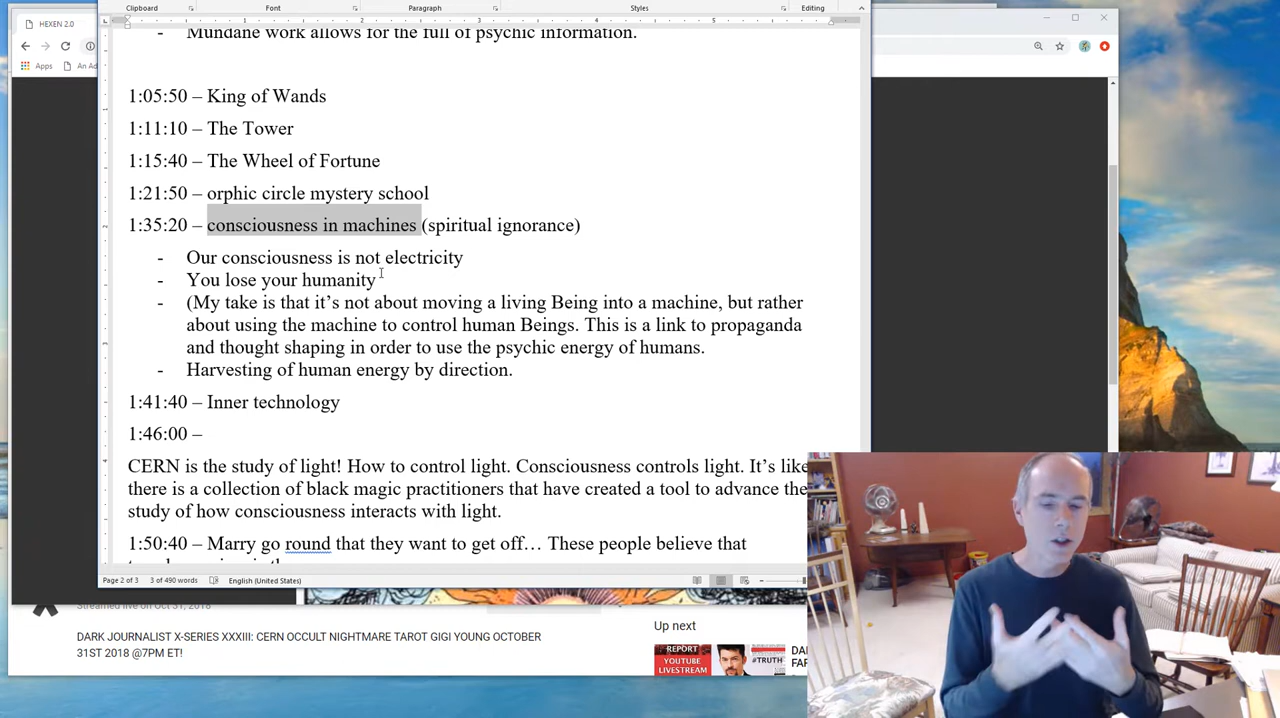 Clipboard
Font
Paragraph
Styles
Editing
HEXEN 2.0
Apps
An Ad
- Mundane work allows for the full of psychic information.
1:05:50 – King of Wands
1:11:10 – The Tower
1:15:40 – The Wheel of Fortune
1:21:50 – orphic circle mystery school
1:35:20 – consciousness in machines (spiritual ignorance)
- Our consciousness is not electricity
- You lose your humanity
- (My take is that it’s not about moving a living Being into a machine, but rather
about using the machine to control human Beings. This is a link to propaganda
and thought shaping in order to use the psychic energy of humans.
- Harvesting of human energy by direction.
1:41:40 – Inner technology
1:46:00 –
CERN is the study of light! How to control light. Consciousness controls light. It’s like
there is a collection of black magic practitioners that have created a tool to advance the
study of how consciousness interacts with light.
1:50:40 – Marry go round that they want to get off… These people believe that
Page 2 of 3
3 of 490 words
English (United States)
Streamed live on Oct 31, 2018
DARK JOURNALIST X-SERIES XXXIII: CERN OCCULT NIGHTMARE TAROT GIGI YOUNG OCTOBER
31ST 2018 @7PM ET!
Up next
REPORT
YOUTUBE
LIVESTREAM
#TRUTH
DA
FAR